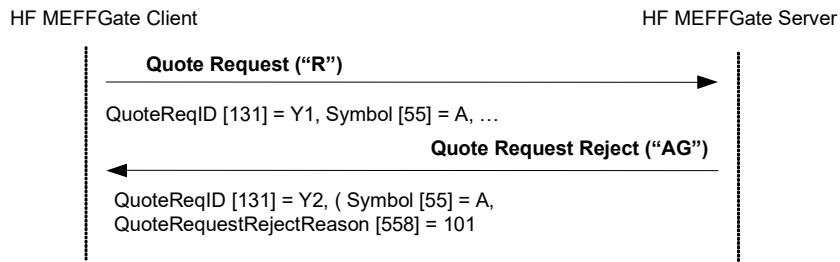 HF MEFFGate Client
HF MEFFGate Server
Quote Request (“R”)
QuoteReqID [131] = Y1, Symbol [55] = A, …
Quote Request Reject (“AG”)
QuoteReqID [131] = Y2, ( Symbol [55] = A,
QuoteRequestRejectReason [558] = 101